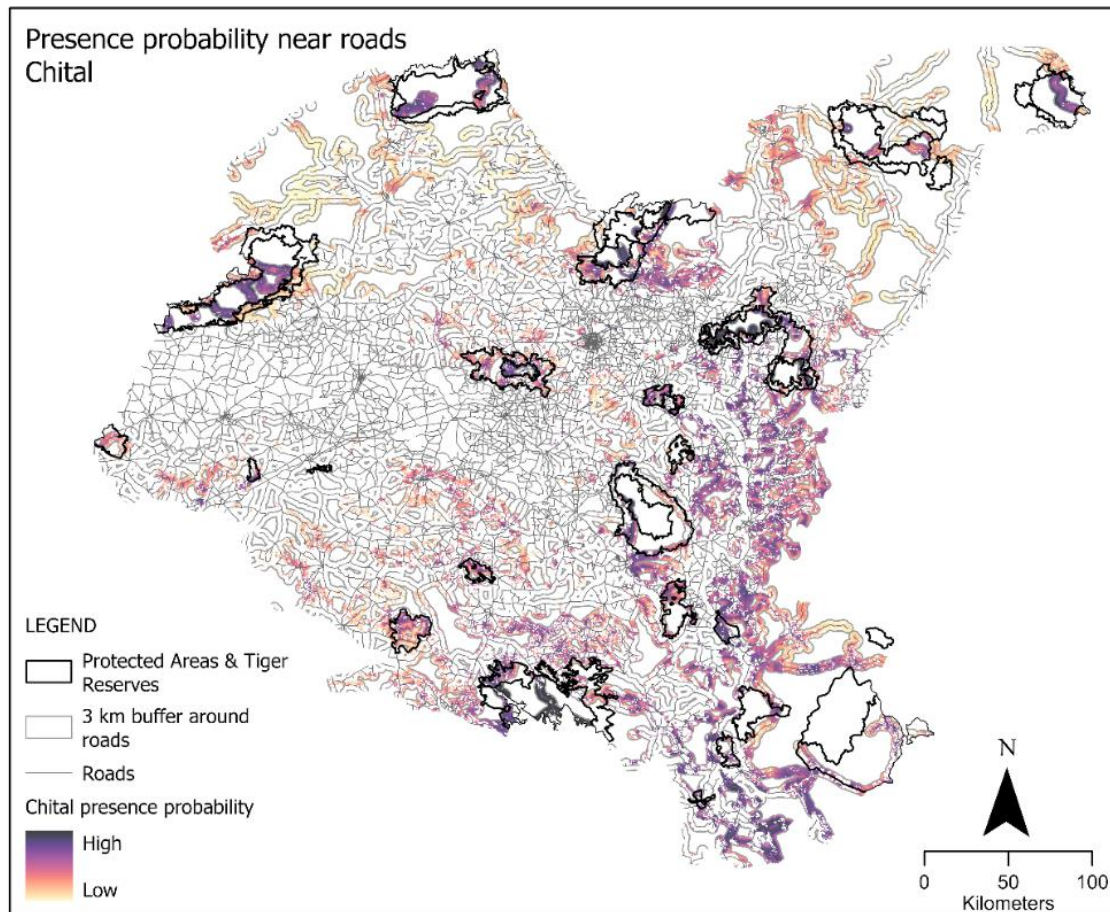 Presence probability near roads
Chital
LEGEND
Protected Areas & Tiger
Reserves
3 km buffer around
roads
Roads
Chital presence probability
High
Low
N
0 50 100
Kilometers